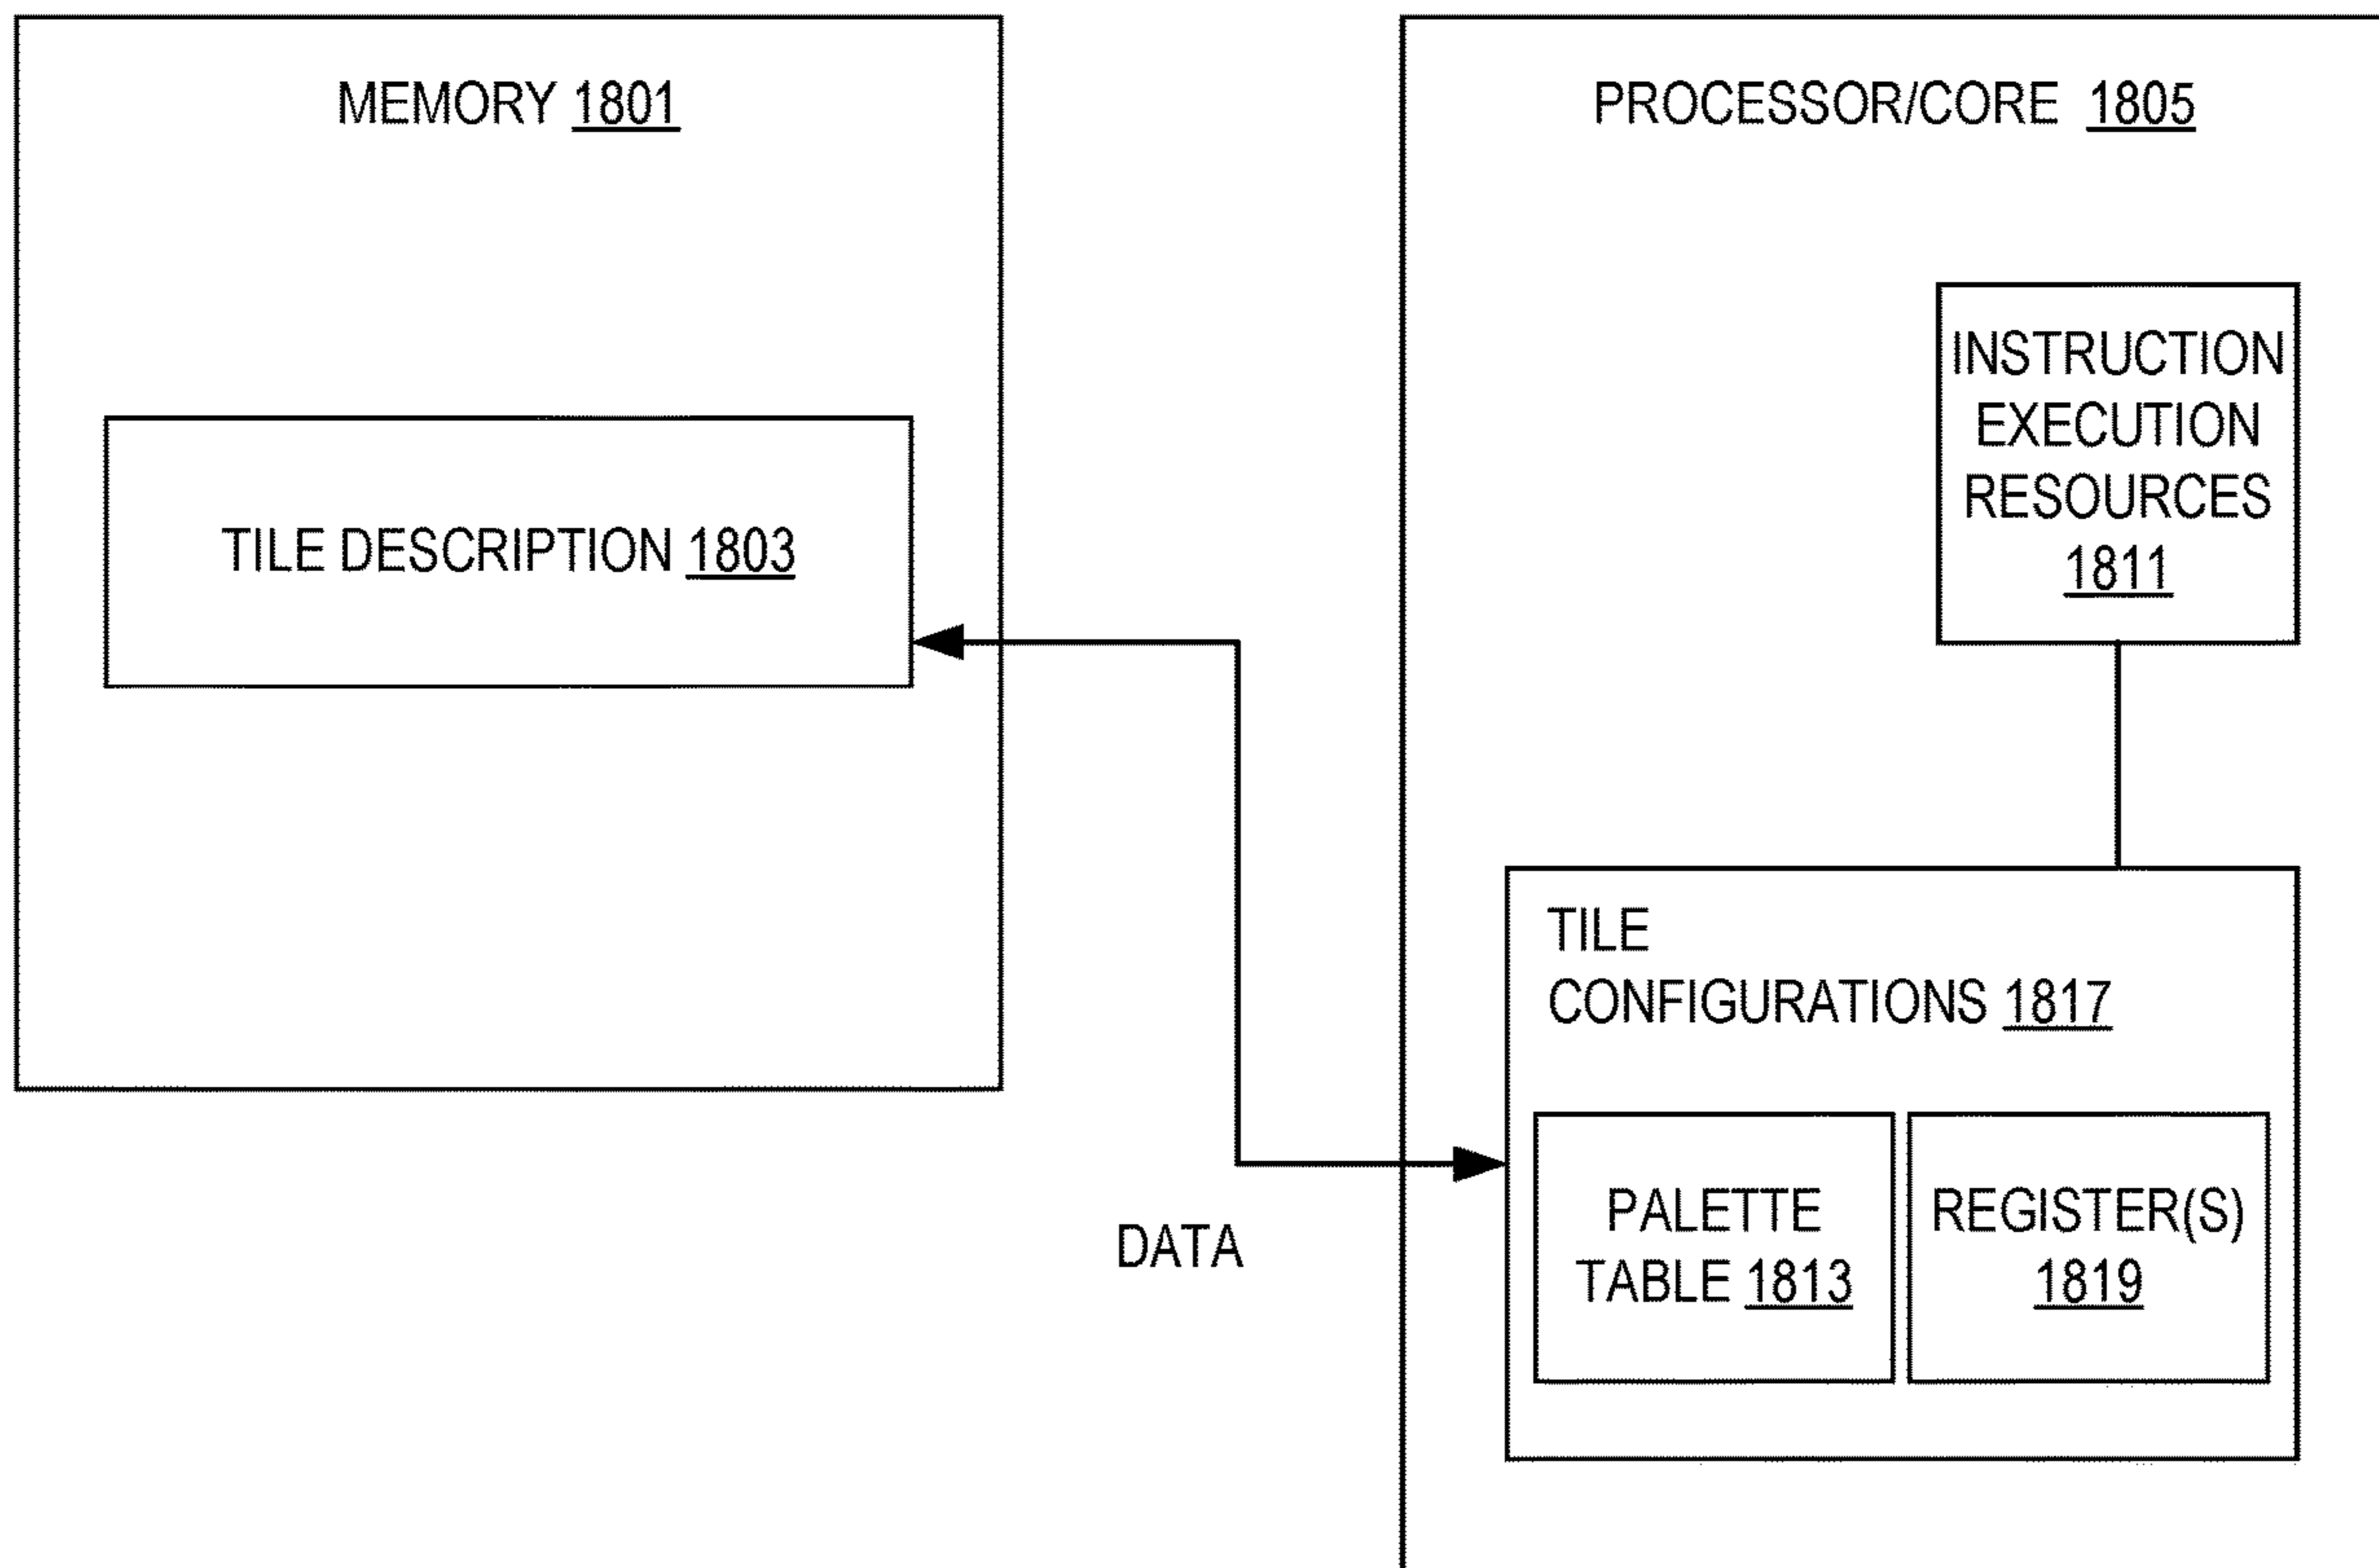 MEMORY 1801
TILE DESCRIPTION 1803
DATA
PROCESSOR/CORE 1805
INSTRUCTION
EXECUTION
RESOURCES
1811
TILE
CONFIGURATIONS 1817
PALETTE
TABLE 1813
REGISTER(S)
1819